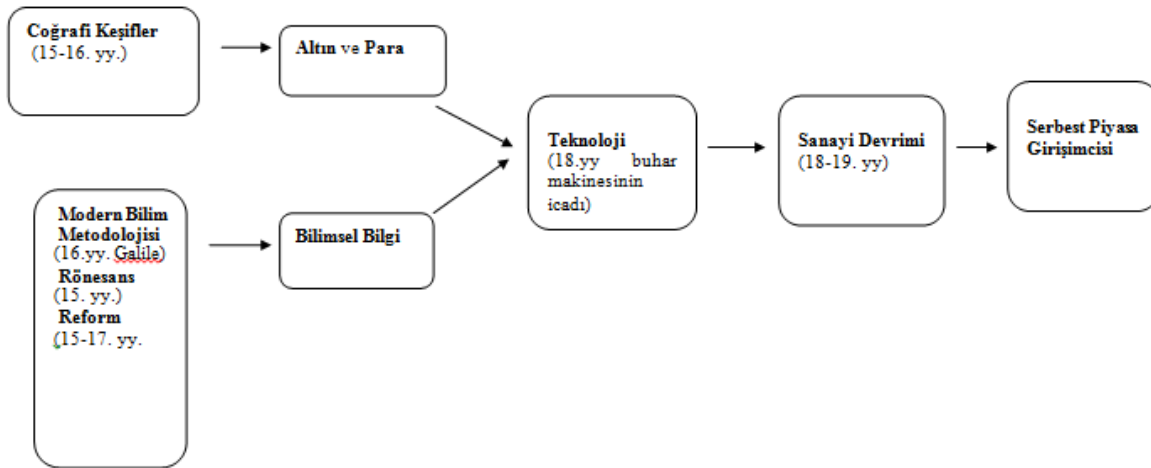 Coğrafi Keşifler
(15-16. yy.)
Altın ve Para
Teknoloji
(18.yy buhar
makinesinin
icadı)
Sanayi Devrimi
(18-19. yy)
Serbest Piyasa
Girişimcisi
Modern Bilim
Metodolojisi
(16.yy. Galile)
Rönesans
(15. yy.)
Reform
(15-17. yy.
Bilimsel Bilgi